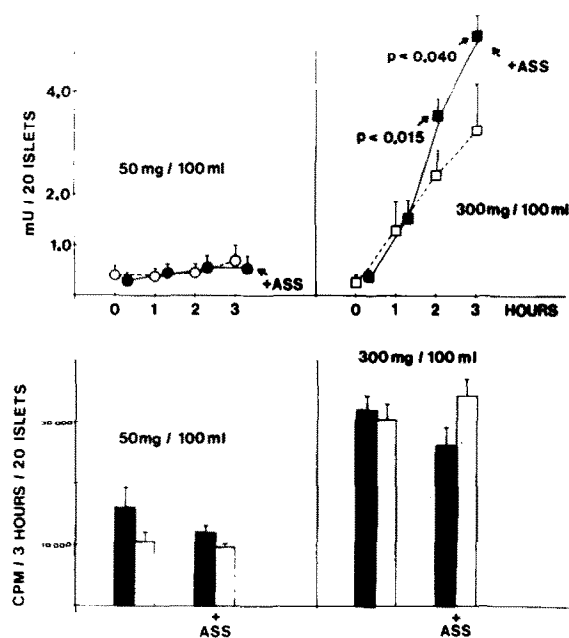 p < 0.040
+ASS
4.0
p < 0.015
mU / 20 ISLETS
50 mg / 100 ml
2.0
300 mg / 100 ml
1.0
+ASS
0 1 2 3 0 1 2 3 HOURS
300 mg / 100 ml
CPM / 3 HOURS / 20 ISLETS
50 mg / 100 ml
+ +
ASS ASS